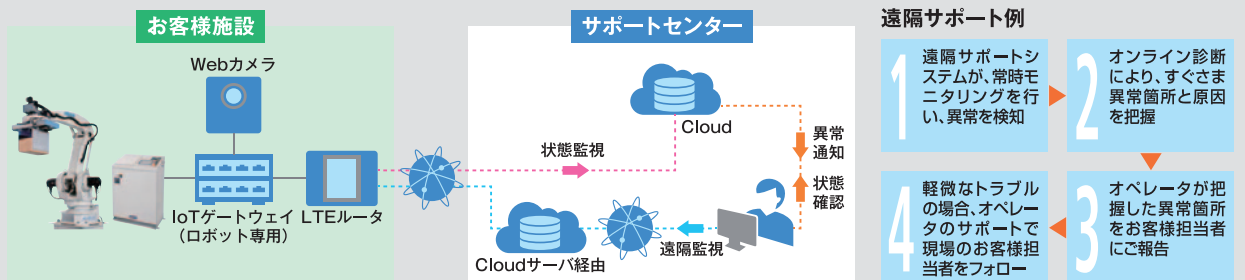 お客様施設
Webカメラ
IoTゲートウェイ
（ロボット専用）
LTEルータ
サポートセンター
Cloud
状態監視
異常
通知
状態
確認
遠隔監視
Cloudサーバ経由
遠隔サポート例
1
遠隔サポートシ
ステムが、常時モ
ニタリングを行
い、異常を検知
2
オンライン診断
により、すぐさま
異常箇所と原因
を把握
3
オペレータが把
握した異常箇所
をお客様担当者
にご報告
4
軽微なトラブル
の場合、オペレー
タのサポートで
現場のお客様担
当者をフォロー